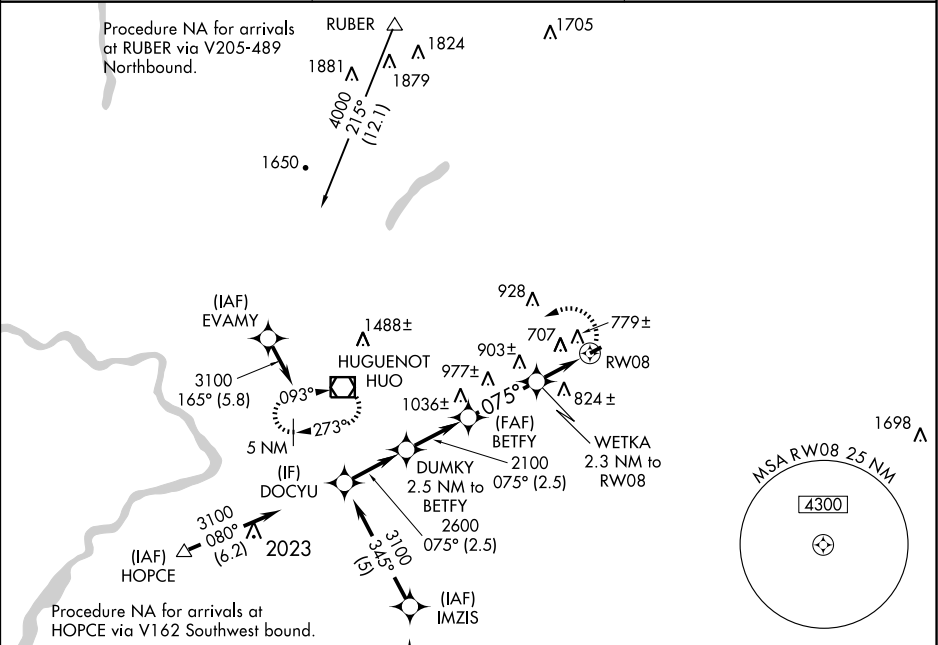 Procedure NA for arrivals
at RUBER via V205-489
Northbound.
RUBER
1705
1824
1881
1879
4000
215°
(12.1)
1650
(IAF)
EVAMY
3100
165° (5.8)
1488±
HUGUENOT
HUO
093°
273°
5 NM
928
707
779±
RW08
903±
977±
1036±
824±
075°
(FAF)
BETFY
2100
075° (2.5)
WETKA
2.3 NM to
RW08
(IF)
DOCYU
DUMKY
2.5 NM to
BETFY
2600
075° (2.5)
3100
080°
(6.2)
2023
(IAF)
HOPCE
3100
345°
(5)
(IAF)
IMZIS
1698
MSA RW08 25 NM
4300
Procedure NA for arrivals at
HOPCE via V162 Southwest bound.